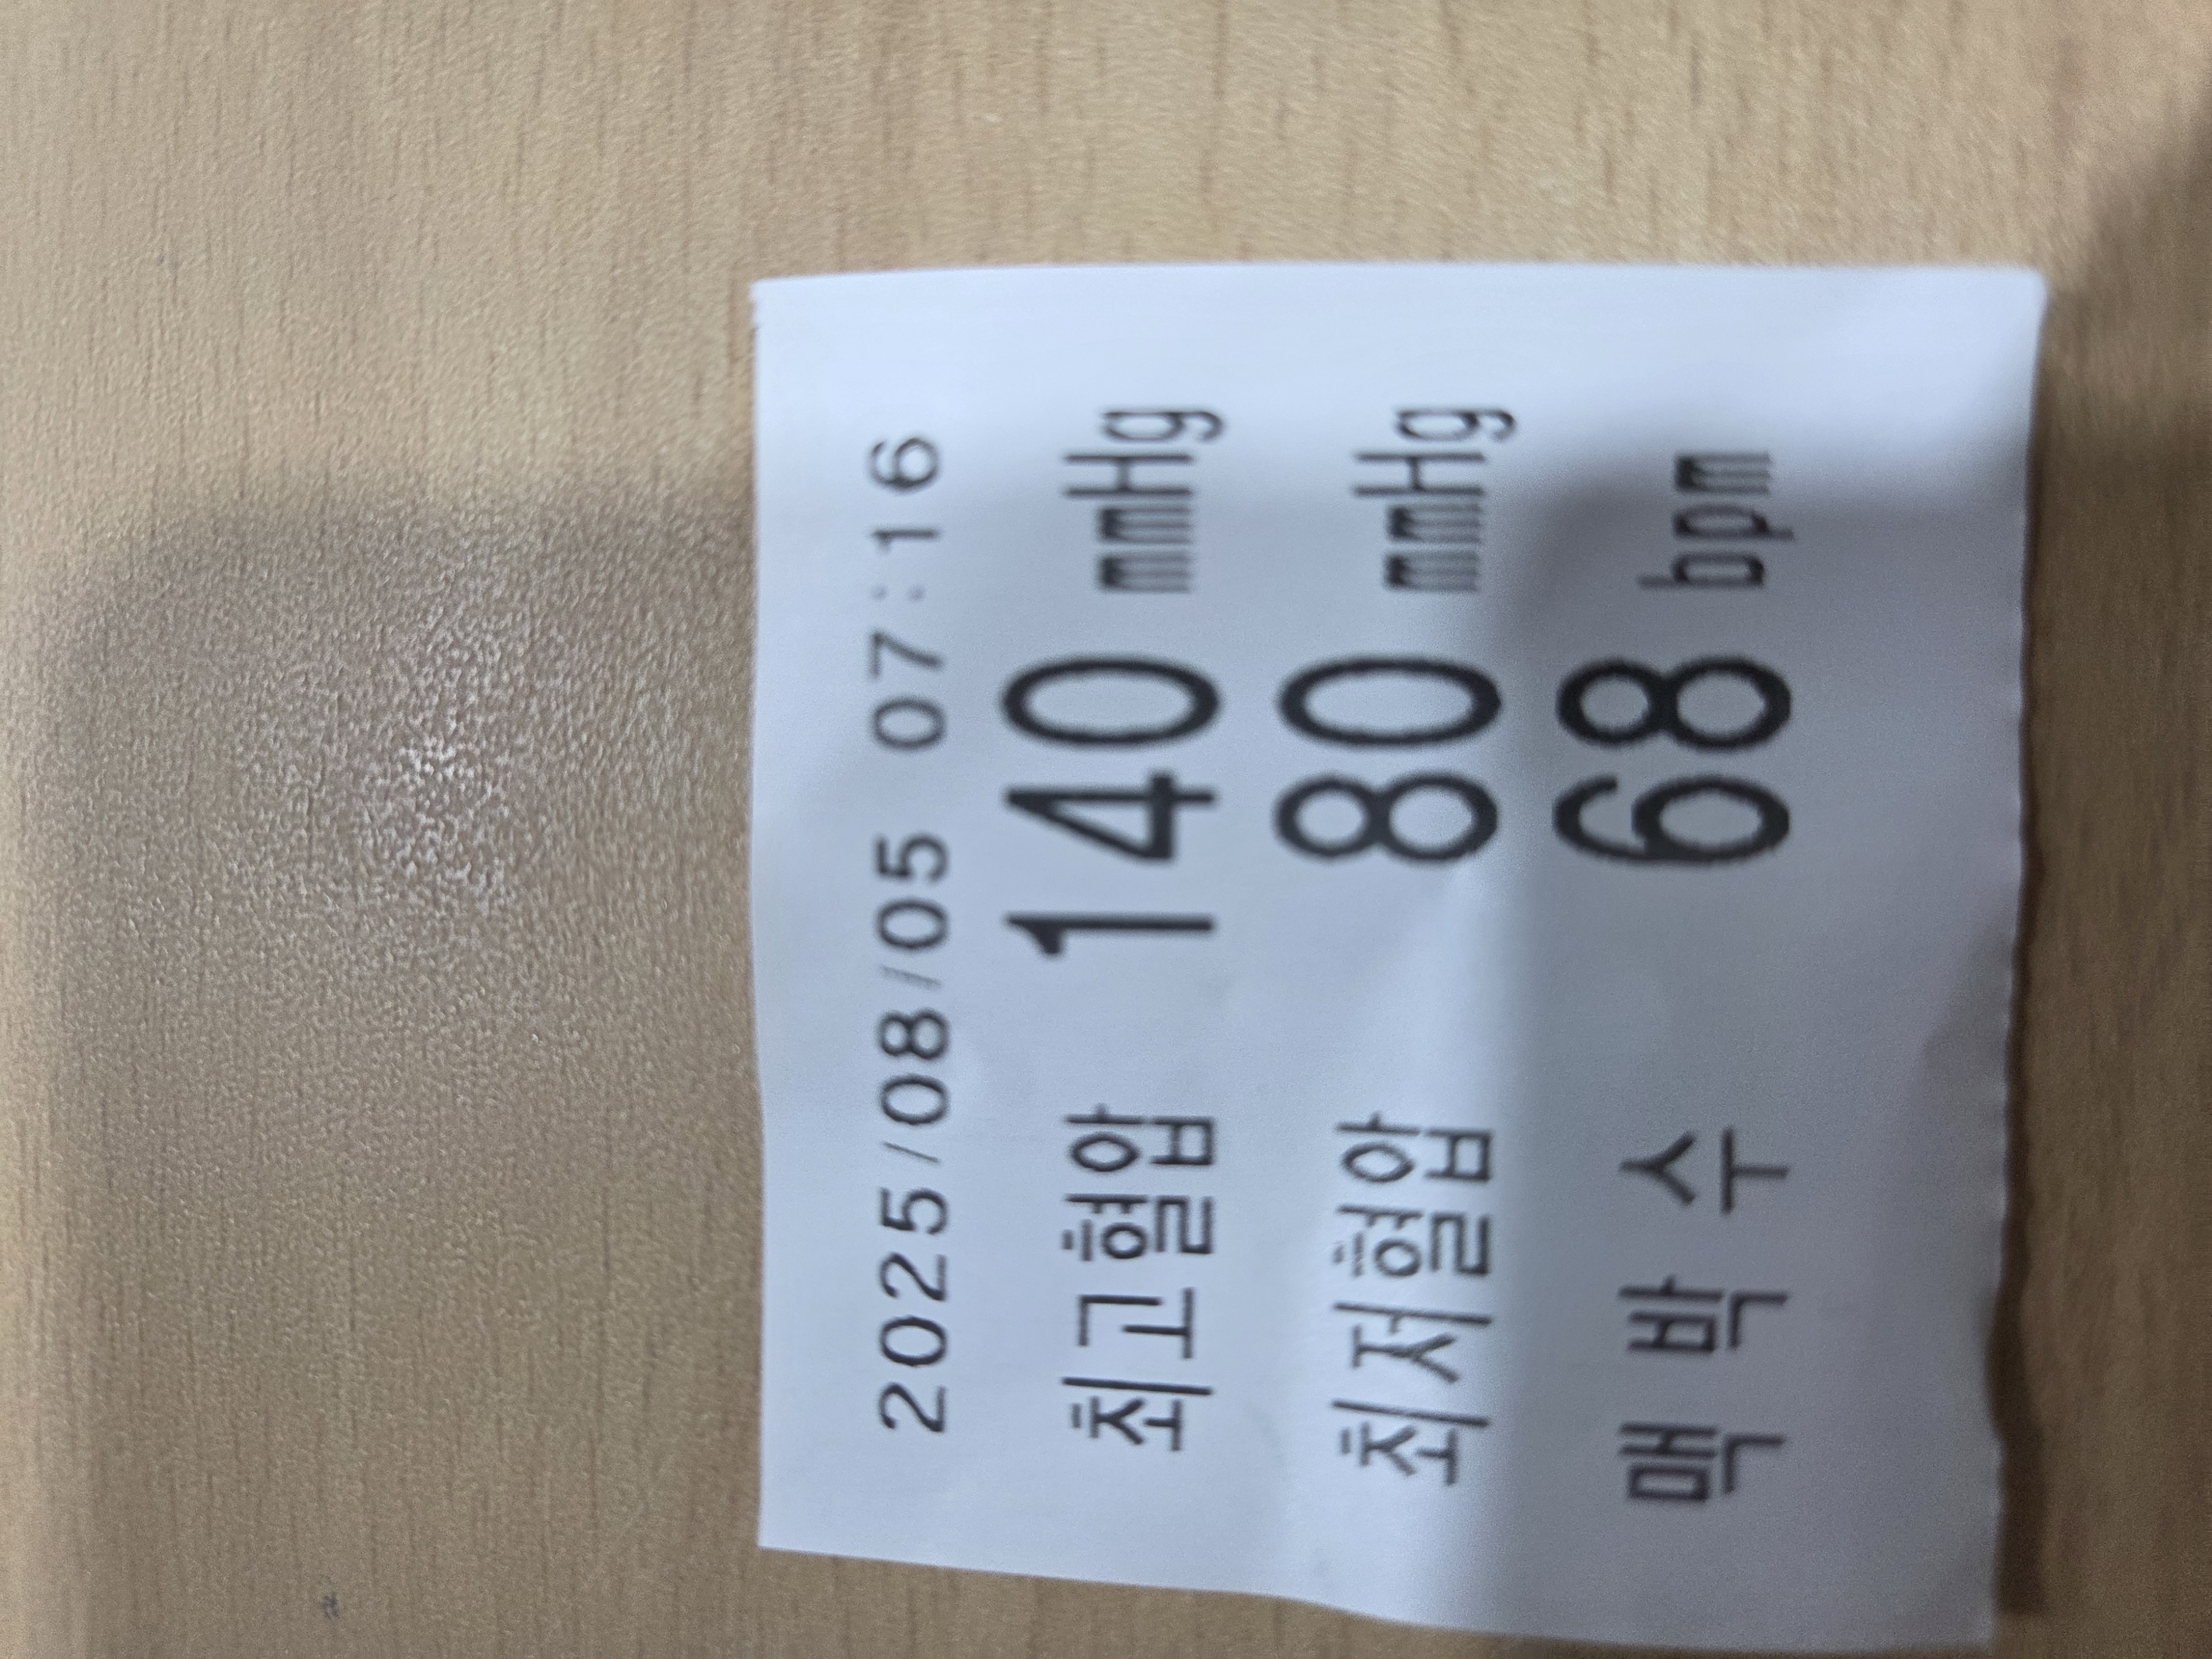 2025/08/05 07:16
최고혈압 140 mmHg
최저혈압 80 mmHg
맥 박 수 68 bpm